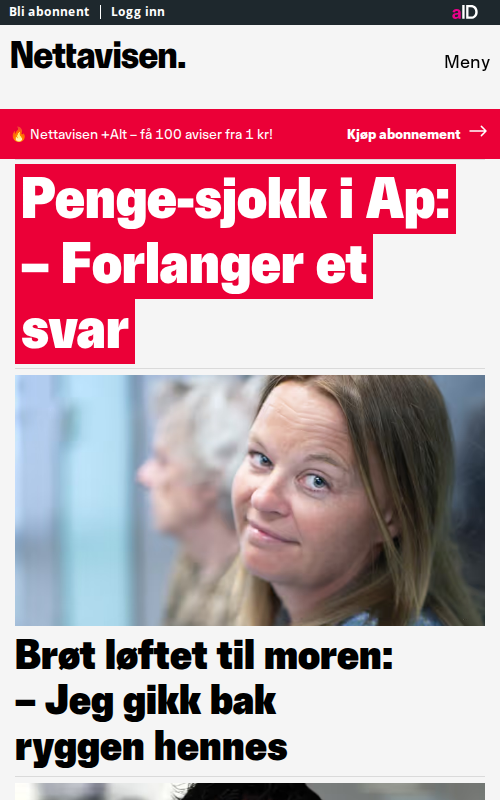 Bli abonnent | Logg inn
aID
Nettavisen.
Meny
🔥 Nettavisen +Alt – få 100 aviser fra 1 kr!
Kjøp abonnement →
Penge-sjokk i Ap:
– Forlanger et
svar
Brøt løftet til moren:
– Jeg gikk bak
ryggen hennes